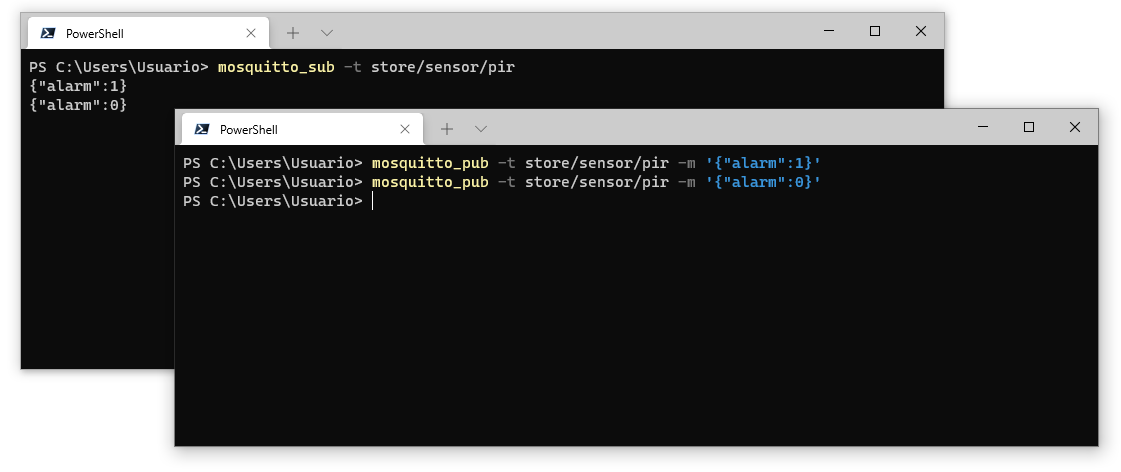 PowerShell
PS C:\Users\Usuario> mosquitto_sub -t store/sensor/pir
{"alarm":1}
{"alarm":0}
PowerShell
PS C:\Users\Usuario> mosquitto_pub -t store/sensor/pir -m '{"alarm":1}'
PS C:\Users\Usuario> mosquitto_pub -t store/sensor/pir -m '{"alarm":0}'
PS C:\Users\Usuario>